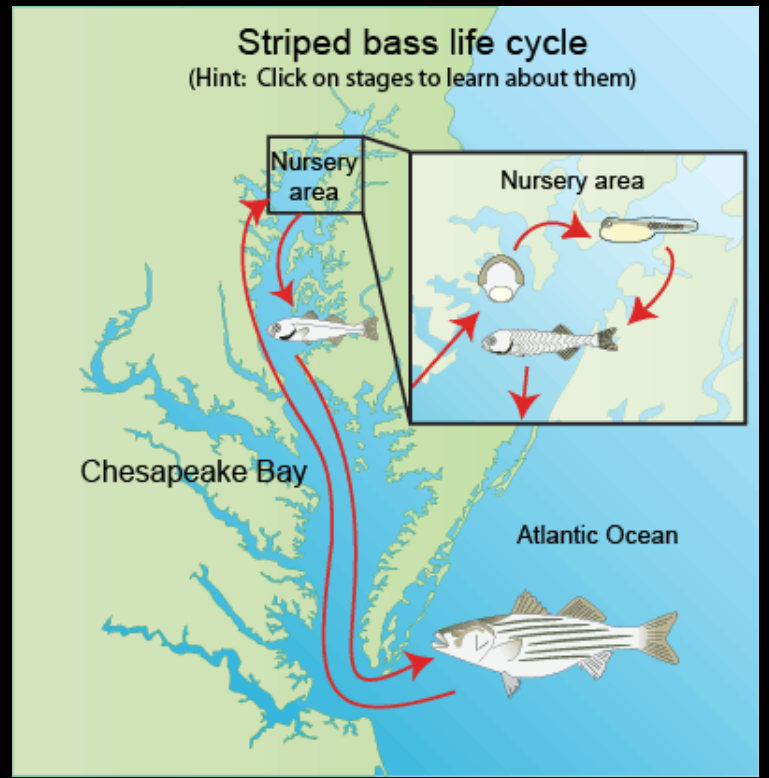 Striped bass life cycle
(Hint:  Click on stages to learn about them)
Nursery
area
Nursery area
Chesapeake Bay
Atlantic Ocean